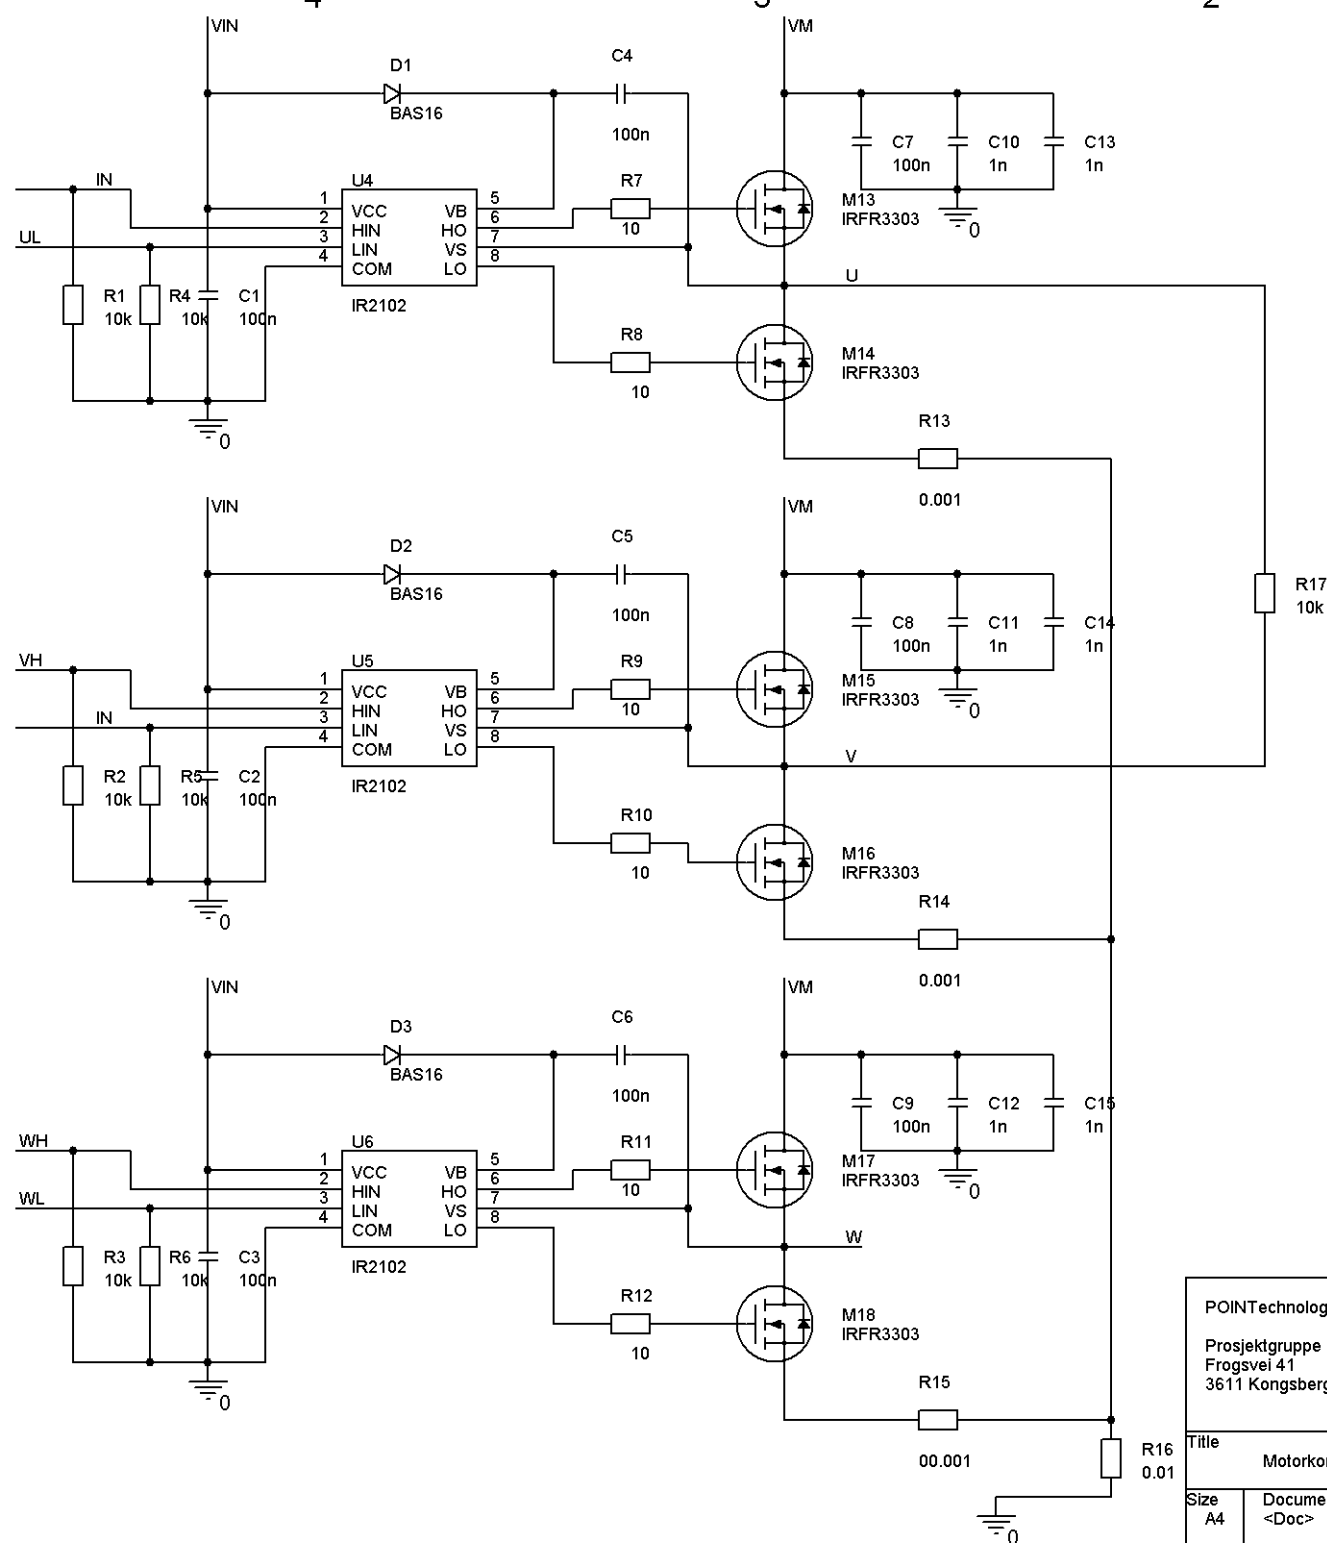 4
3
2
VIN
VM
D1
BAS16
C4
100n
C7
100n
C10
1n
C13
1n
IN
UL
U4
1
2
3
4
VCC
HIN
LIN
COM
VB
HO
VS
LO
5
6
7
8
IR2102
R7
10
M13
IRFR3303
0
U
R1
10k
R4
10k
C1
100n
R8
10
M14
IRFR3303
0
R13
0.001
VIN
VM
D2
BAS16
C5
100n
R17
10k
C8
100n
C11
1n
C14
1n
VH
IN
U5
1
2
3
4
VCC
HIN
LIN
COM
VB
HO
VS
LO
5
6
7
8
IR2102
R9
10
M15
IRFR3303
0
V
R2
10k
R5
10k
C2
100n
R10
10
M16
IRFR3303
0
R14
0.001
VIN
VM
D3
BAS16
C6
100n
C9
100n
C12
1n
C15
1n
WH
WL
U6
1
2
3
4
VCC
HIN
LIN
COM
VB
HO
VS
LO
5
6
7
8
IR2102
R11
10
M17
IRFR3303
0
W
R3
10k
R6
10k
C3
100n
R12
10
M18
IRFR3303
0
R15
00.001
R16
0.01
0
POINTechnolog
Prosjektgruppe
Frogsvei 41
3611 Kongsberg
Title
Motorkon
Size
A4
Docume
<Doc>